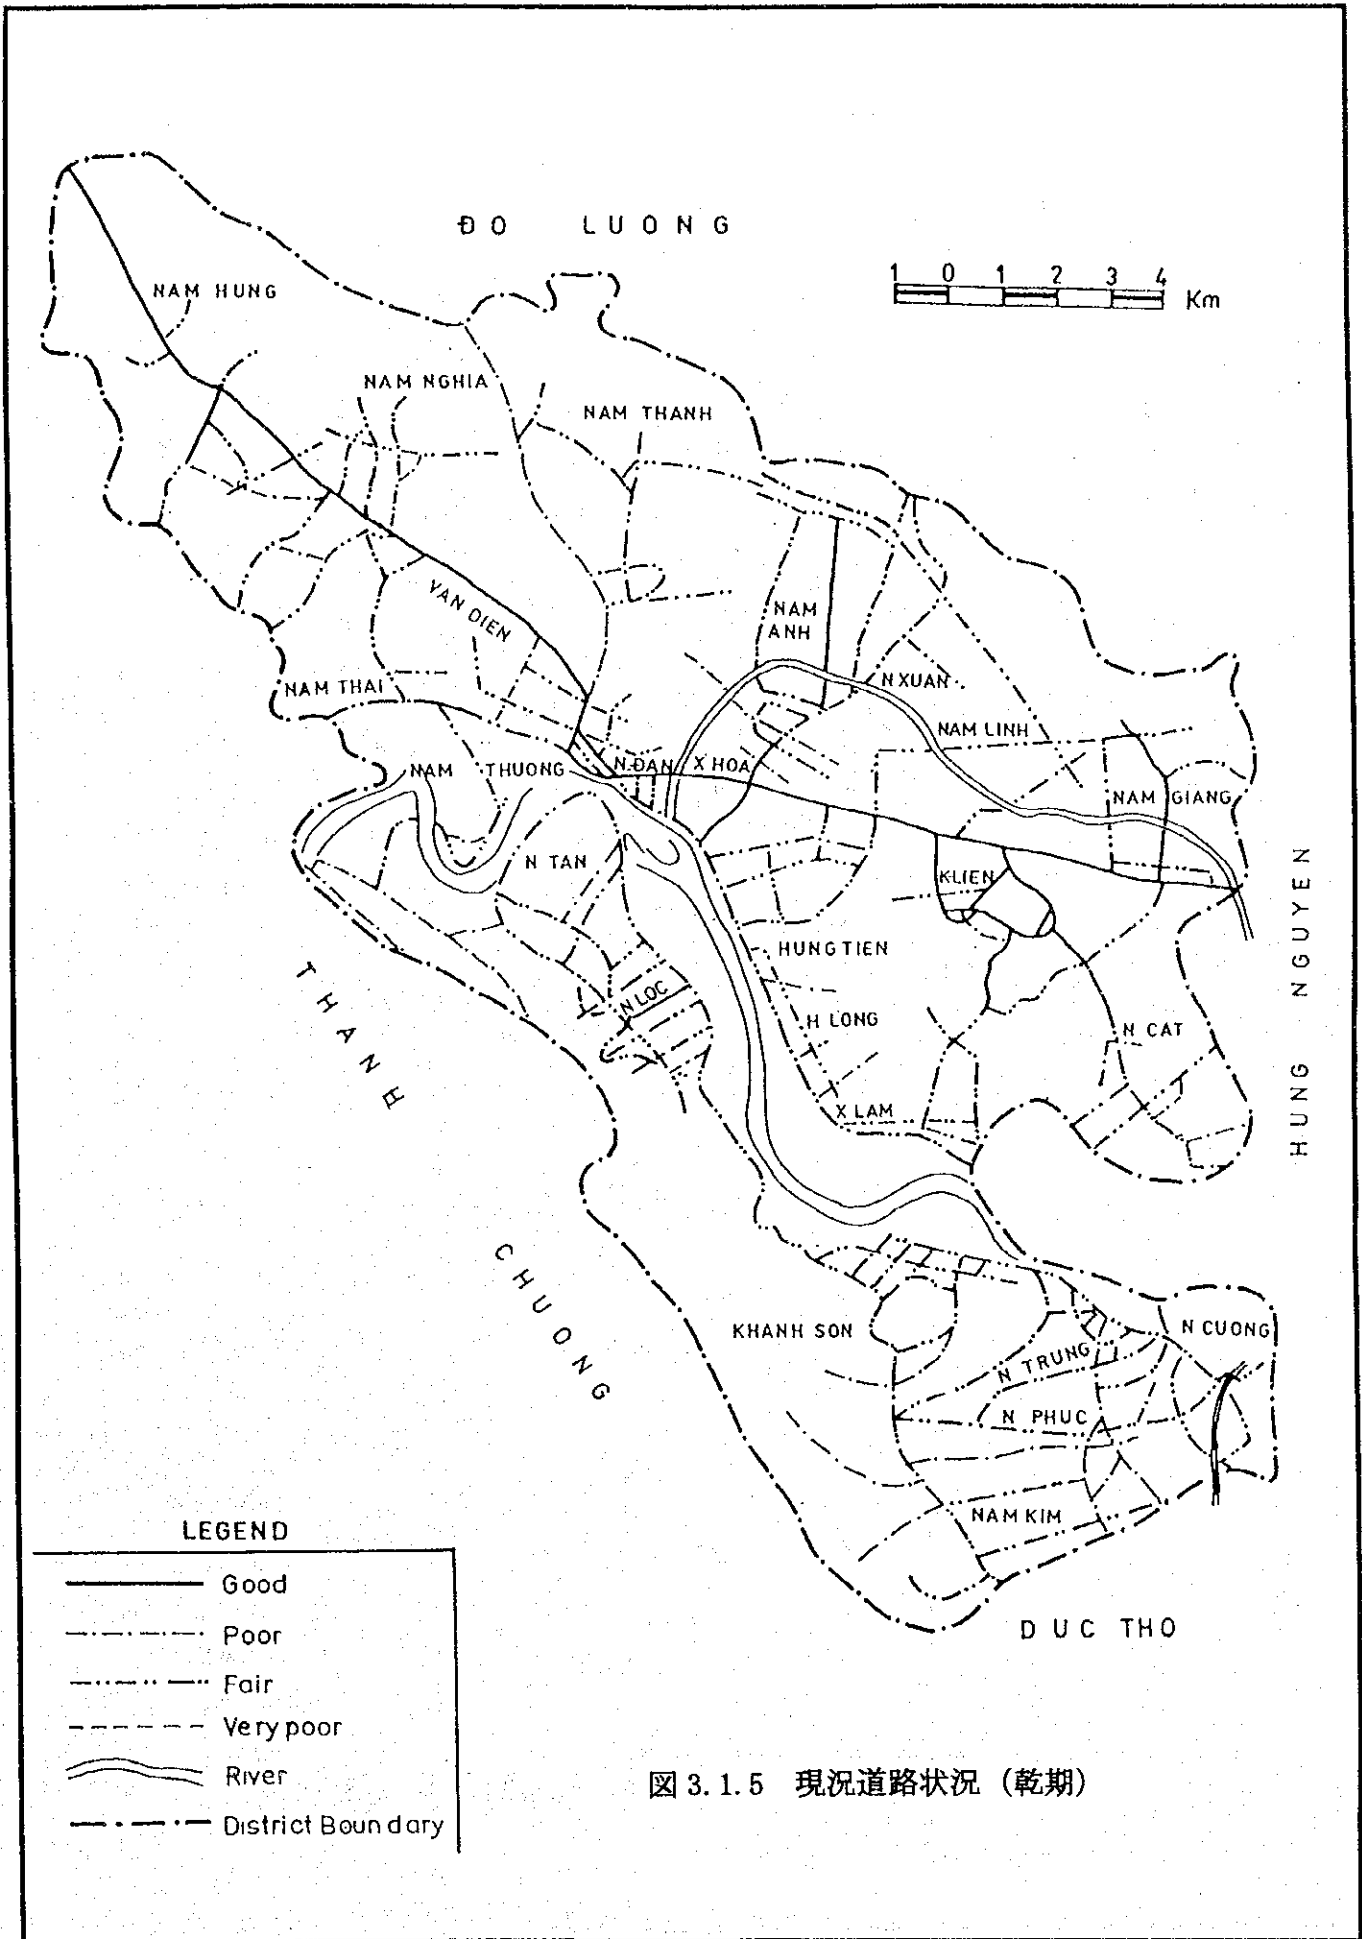 ĐO LUONG
1 0 1 2 3 4
Km
NAM HUNG
NAM NGHIA
NAM THANH
VAN DIEN
NAM
ANH
NAM THAI
N XUAN
NAM LINH
NAM THUONG
N.ĐAN
X HOA
NAM GIANG
N TAN
K.LIEN
HUNG NGUYEN
HUNG TIEN
THANH CHUONG
N LOC
H LONG
N CAT
X LAM
KHANH SON
N CUONG
N TRUNG
N PHUC
NAM KIM
DUC THO
LEGEND
Good
Poor
Fair
Very poor
River
District Boundary
図 3.1.5 現況道路状況 (乾期)